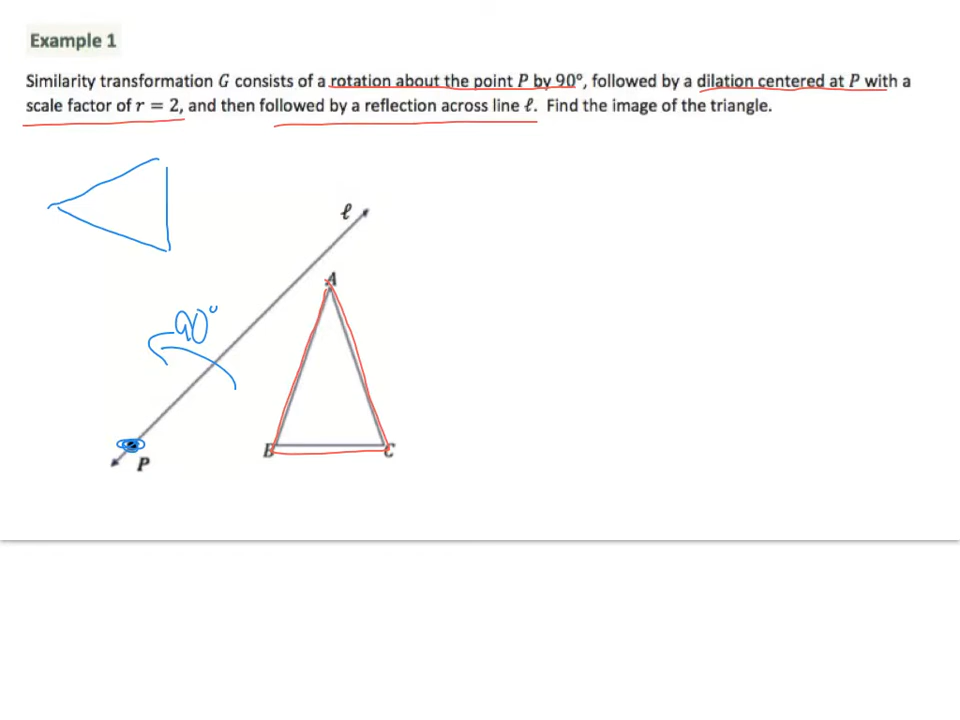 Example 1
Similarity transformation G consists of a rotation about the point P by 90°, followed by a dilation centered at P with a
scale factor of r = 2, and then followed by a reflection across line ℓ. Find the image of the triangle.
ℓ
A
90°
B
C
P